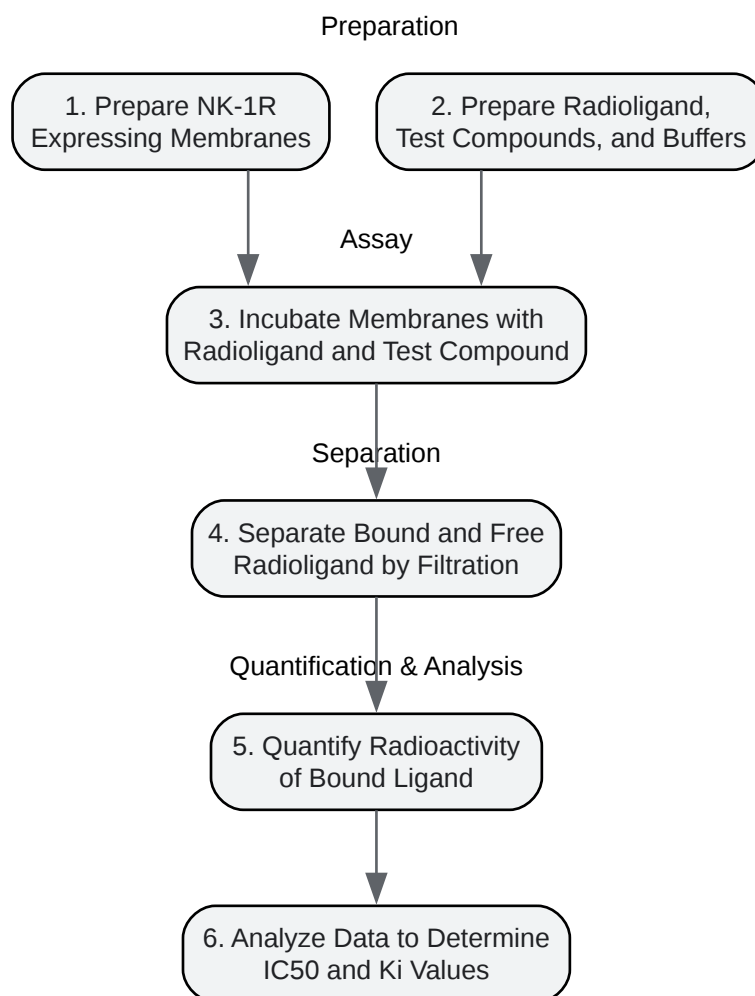 Preparation
1. Prepare NK-1R
Expressing Membranes
2. Prepare Radioligand,
Test Compounds, and Buffers
Assay
3. Incubate Membranes with
Radioligand and Test Compound
Separation
4. Separate Bound and Free
Radioligand by Filtration
Quantification & Analysis
5. Quantify Radioactivity
of Bound Ligand
6. Analyze Data to Determine
IC50 and Ki Values